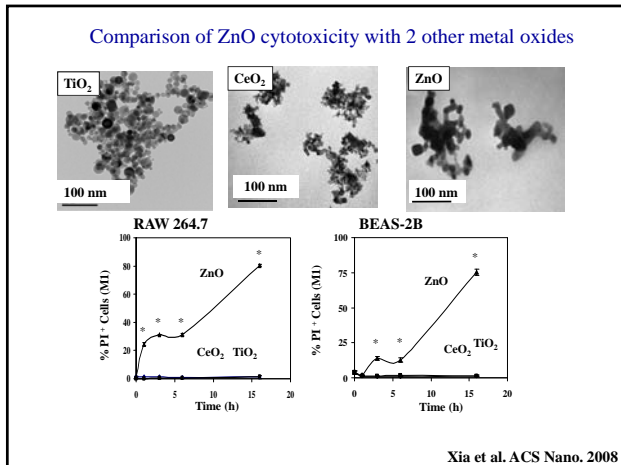 Comparison of ZnO cytotoxicity with 2 other metal oxides
TiO₂
CeO₂
ZnO
100 nm
100 nm
100 nm
RAW 264.7
BEAS-2B
% PI⁺ Cells (M1)
100
80
60
40
20
0
*
*
*
*
ZnO
CeO₂ TiO₂
0 5 10 15 20
Time (h)
% PI⁺ Cells (M1)
100
75
50
25
0
*
*
*
ZnO
CeO₂ TiO₂
0 5 10 15 20
Time (h)
Xia et al. ACS Nano. 2008